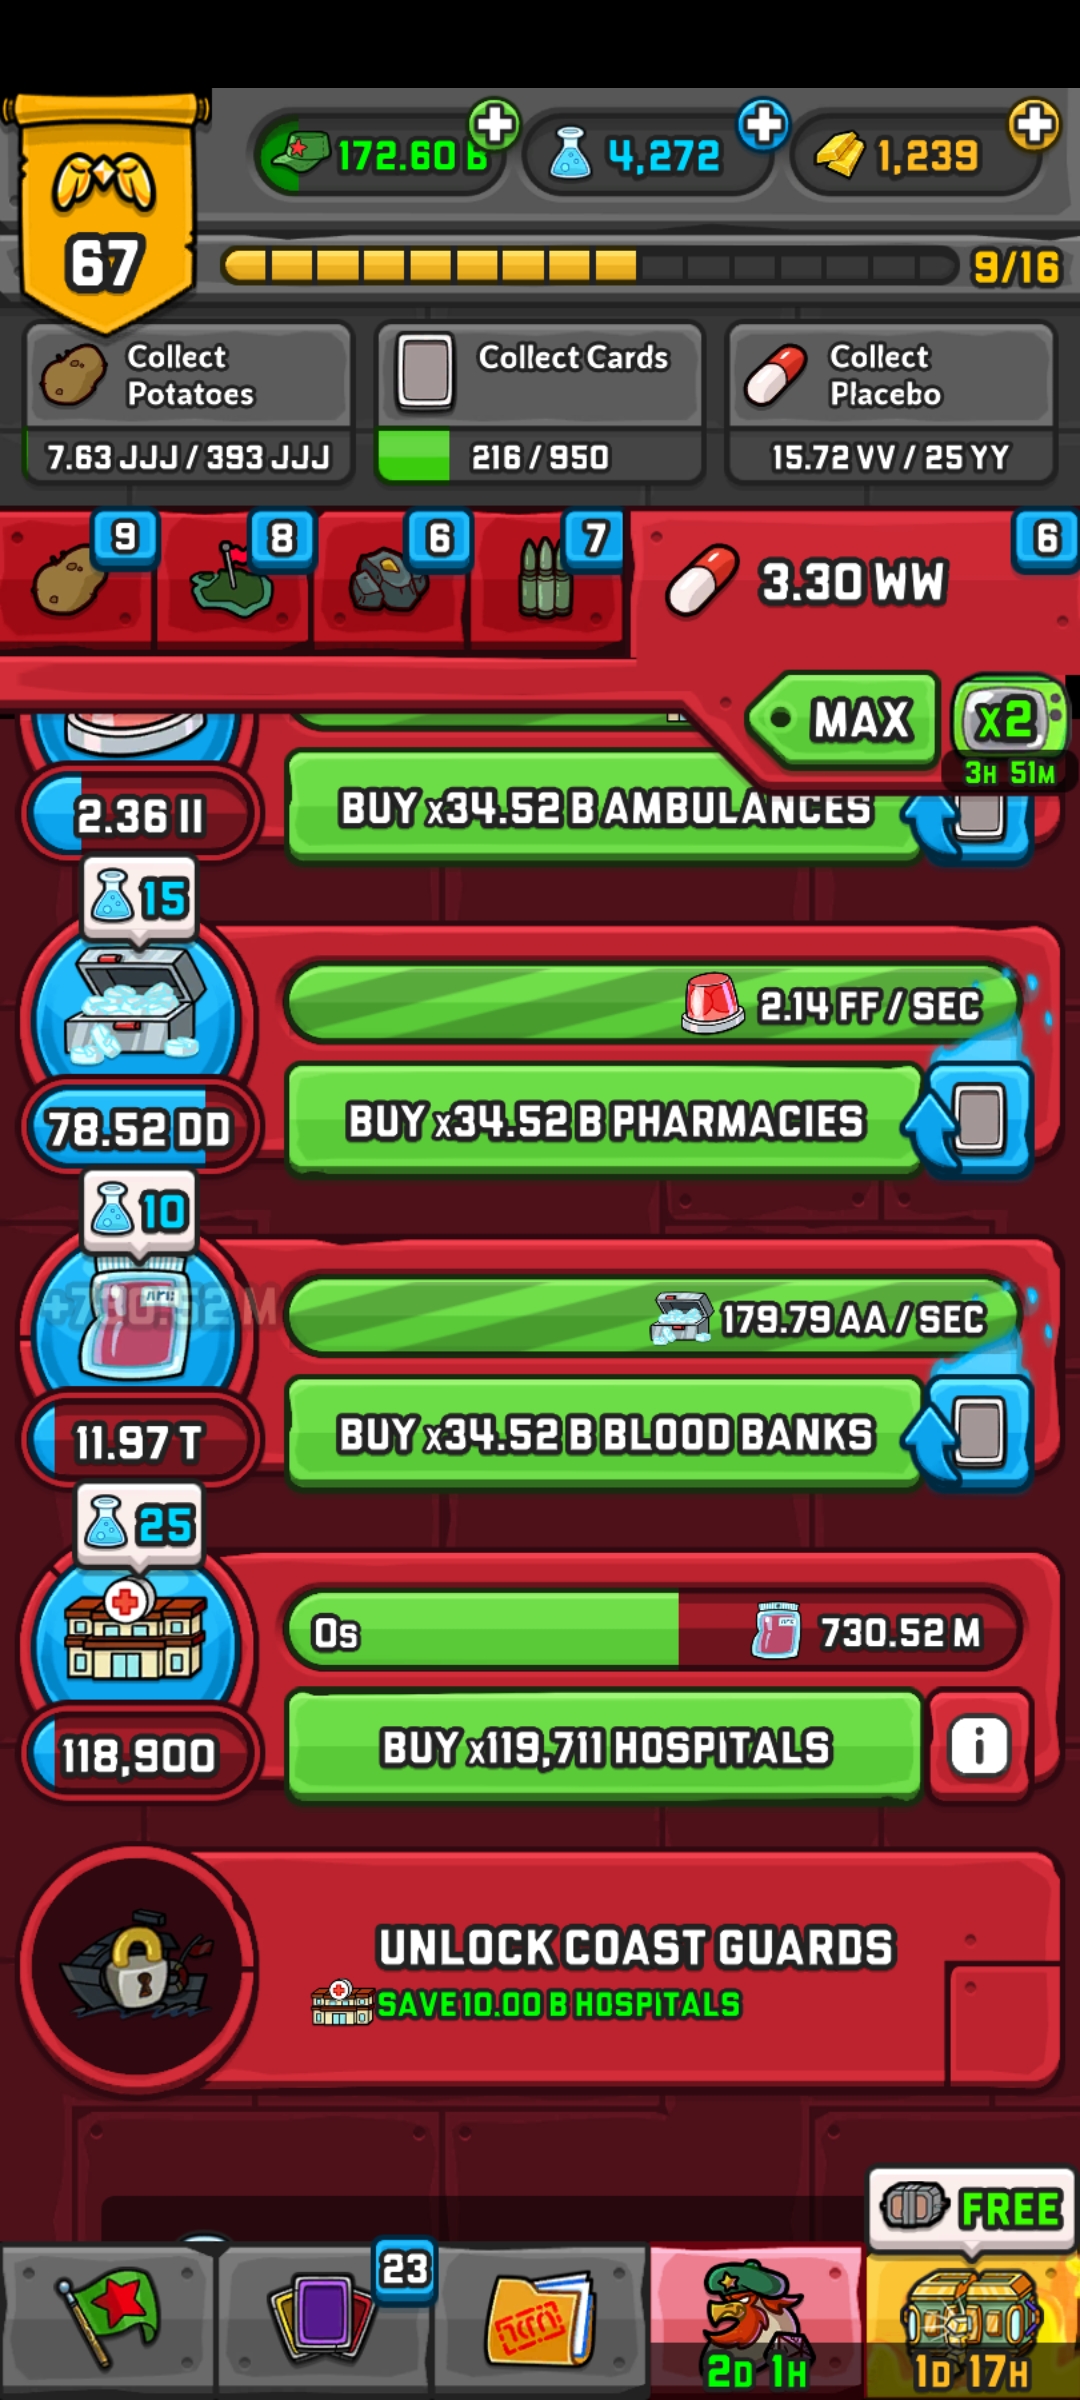 172.60 B
4,272
1,239
67
9/16
Collect
Potatoes
7.63 JJJ / 393 JJJ
Collect Cards
216 / 950
Collect
Placebo
15.72 VV / 25 YY
9
8
6
7
6
3.30 WW
MAX
x2
3H 51M
2.36 II
BUY x34.52 B AMBULANCES
15
2.14 FF / SEC
78.52 DD
BUY x34.52 B PHARMACIES
10
179.79 AA / SEC
11.97 T
BUY x34.52 B BLOOD BANKS
25
0s
730.52 M
118,900
BUY x119,711 HOSPITALS
i
UNLOCK COAST GUARDS
SAVE 10.00 B HOSPITALS
FREE
23
2D 1H
1D 17H